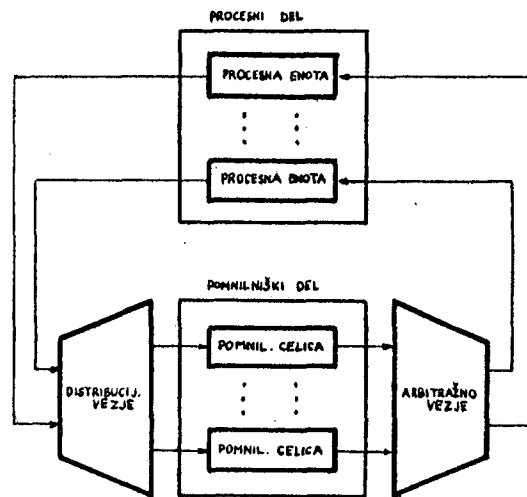 PROCESNI DEL
PROCESNA ENOTA
PROCESNA ENOTA
POMNILNIŠKI DEL
POMNIL. CELICA
DISTRIBUCIJ.
VEZJE
ARBITRAŽNO
VEZJE
POMNIL. CELICA